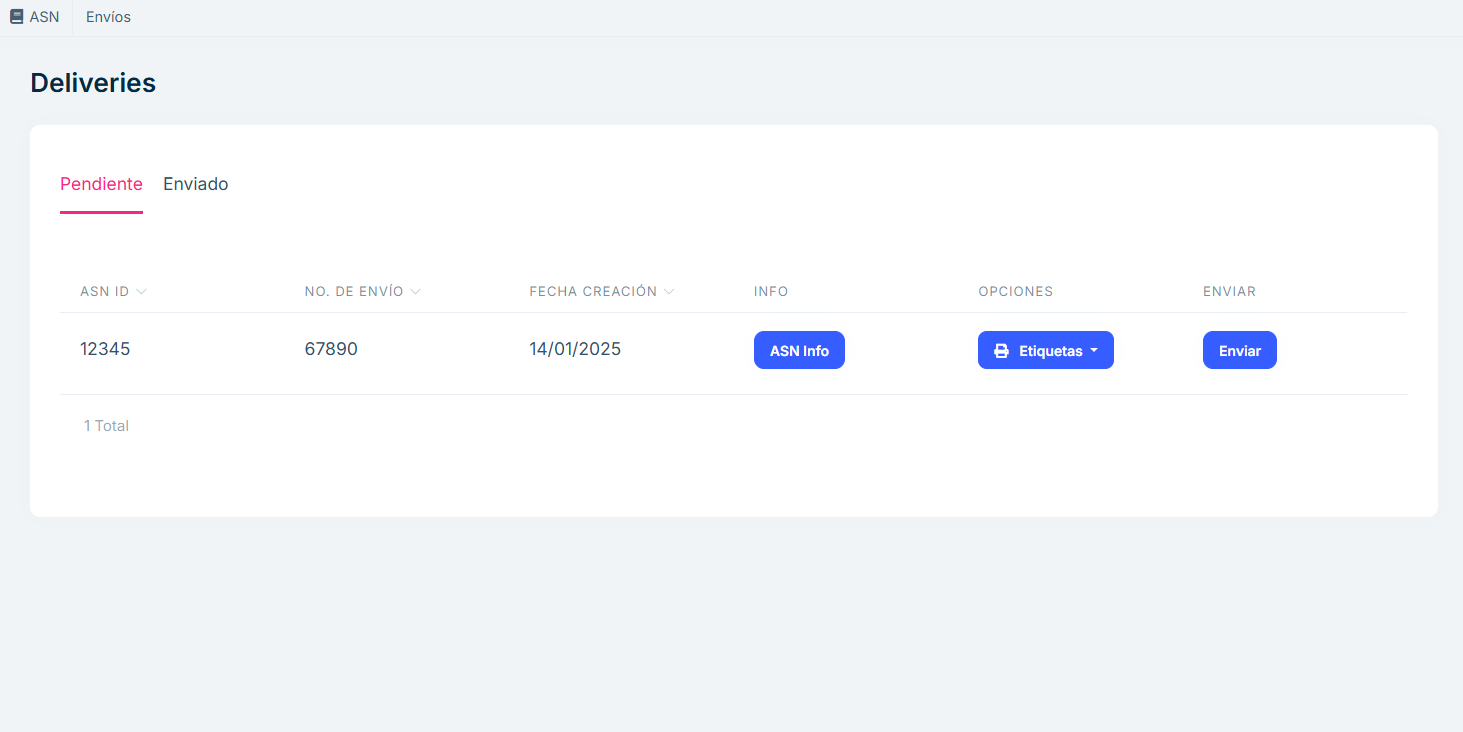 ASN Envíos
Deliveries
Pendiente Enviado
ASN ID NO. DE ENVÍO FECHA CREACIÓN INFO OPCIONES ENVIAR
12345 67890 14/01/2025 ASN Info Etiquetas Enviar
1 Total